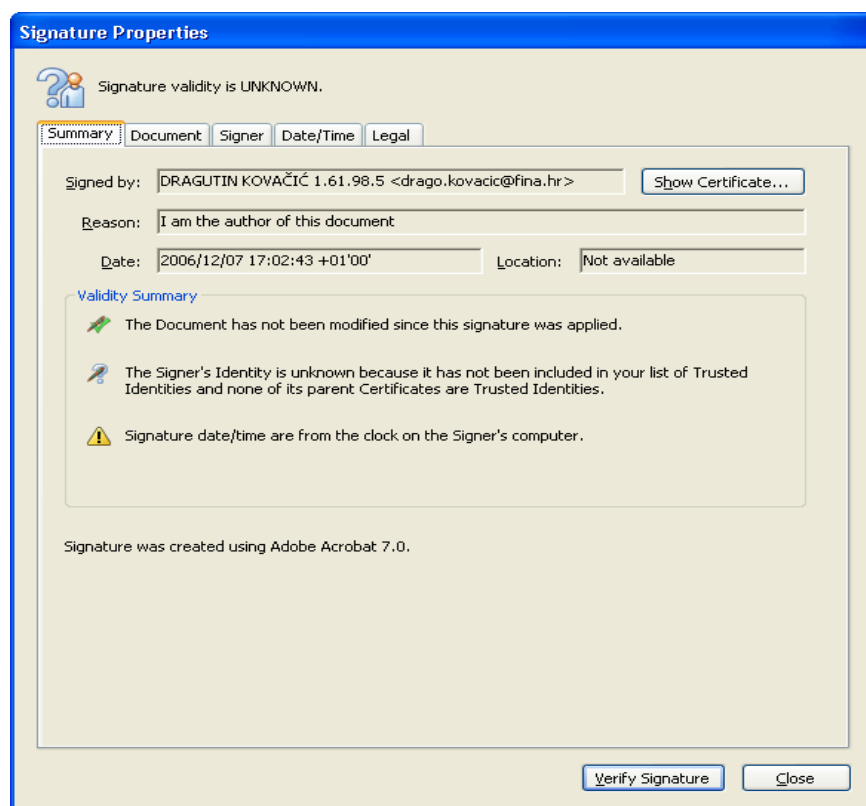 Signature Properties
Signature validity is UNKNOWN.
Summary Document Signer Date/Time Legal
Signed by: DRAGUTIN KOVAČIĆ 1.61.98.5 <drago.kovacic@fina.hr> Show Certificate...
Reason: I am the author of this document
Date: 2006/12/07 17:02:43 +01'00' Location: Not available
Validity Summary
The Document has not been modified since this signature was applied.
The Signer's Identity is unknown because it has not been included in your list of Trusted
Identities and none of its parent Certificates are Trusted Identities.
Signature date/time are from the clock on the Signer's computer.
Signature was created using Adobe Acrobat 7.0.
Verify Signature Close